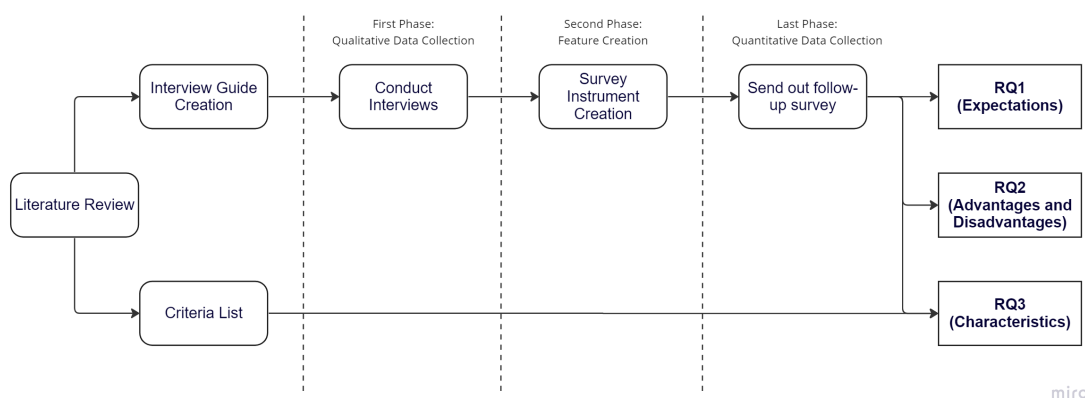 First Phase:
Qualitative Data Collection
Second Phase:
Feature Creation
Last Phase:
Quantitative Data Collection
Interview Guide
Creation
Conduct
Interviews
Survey
Instrument
Creation
Send out follow-
up survey
RQ1
(Expectations)
Literature Review
RQ2
(Advantages and
Disadvantages)
Criteria List
RQ3
(Characteristics)